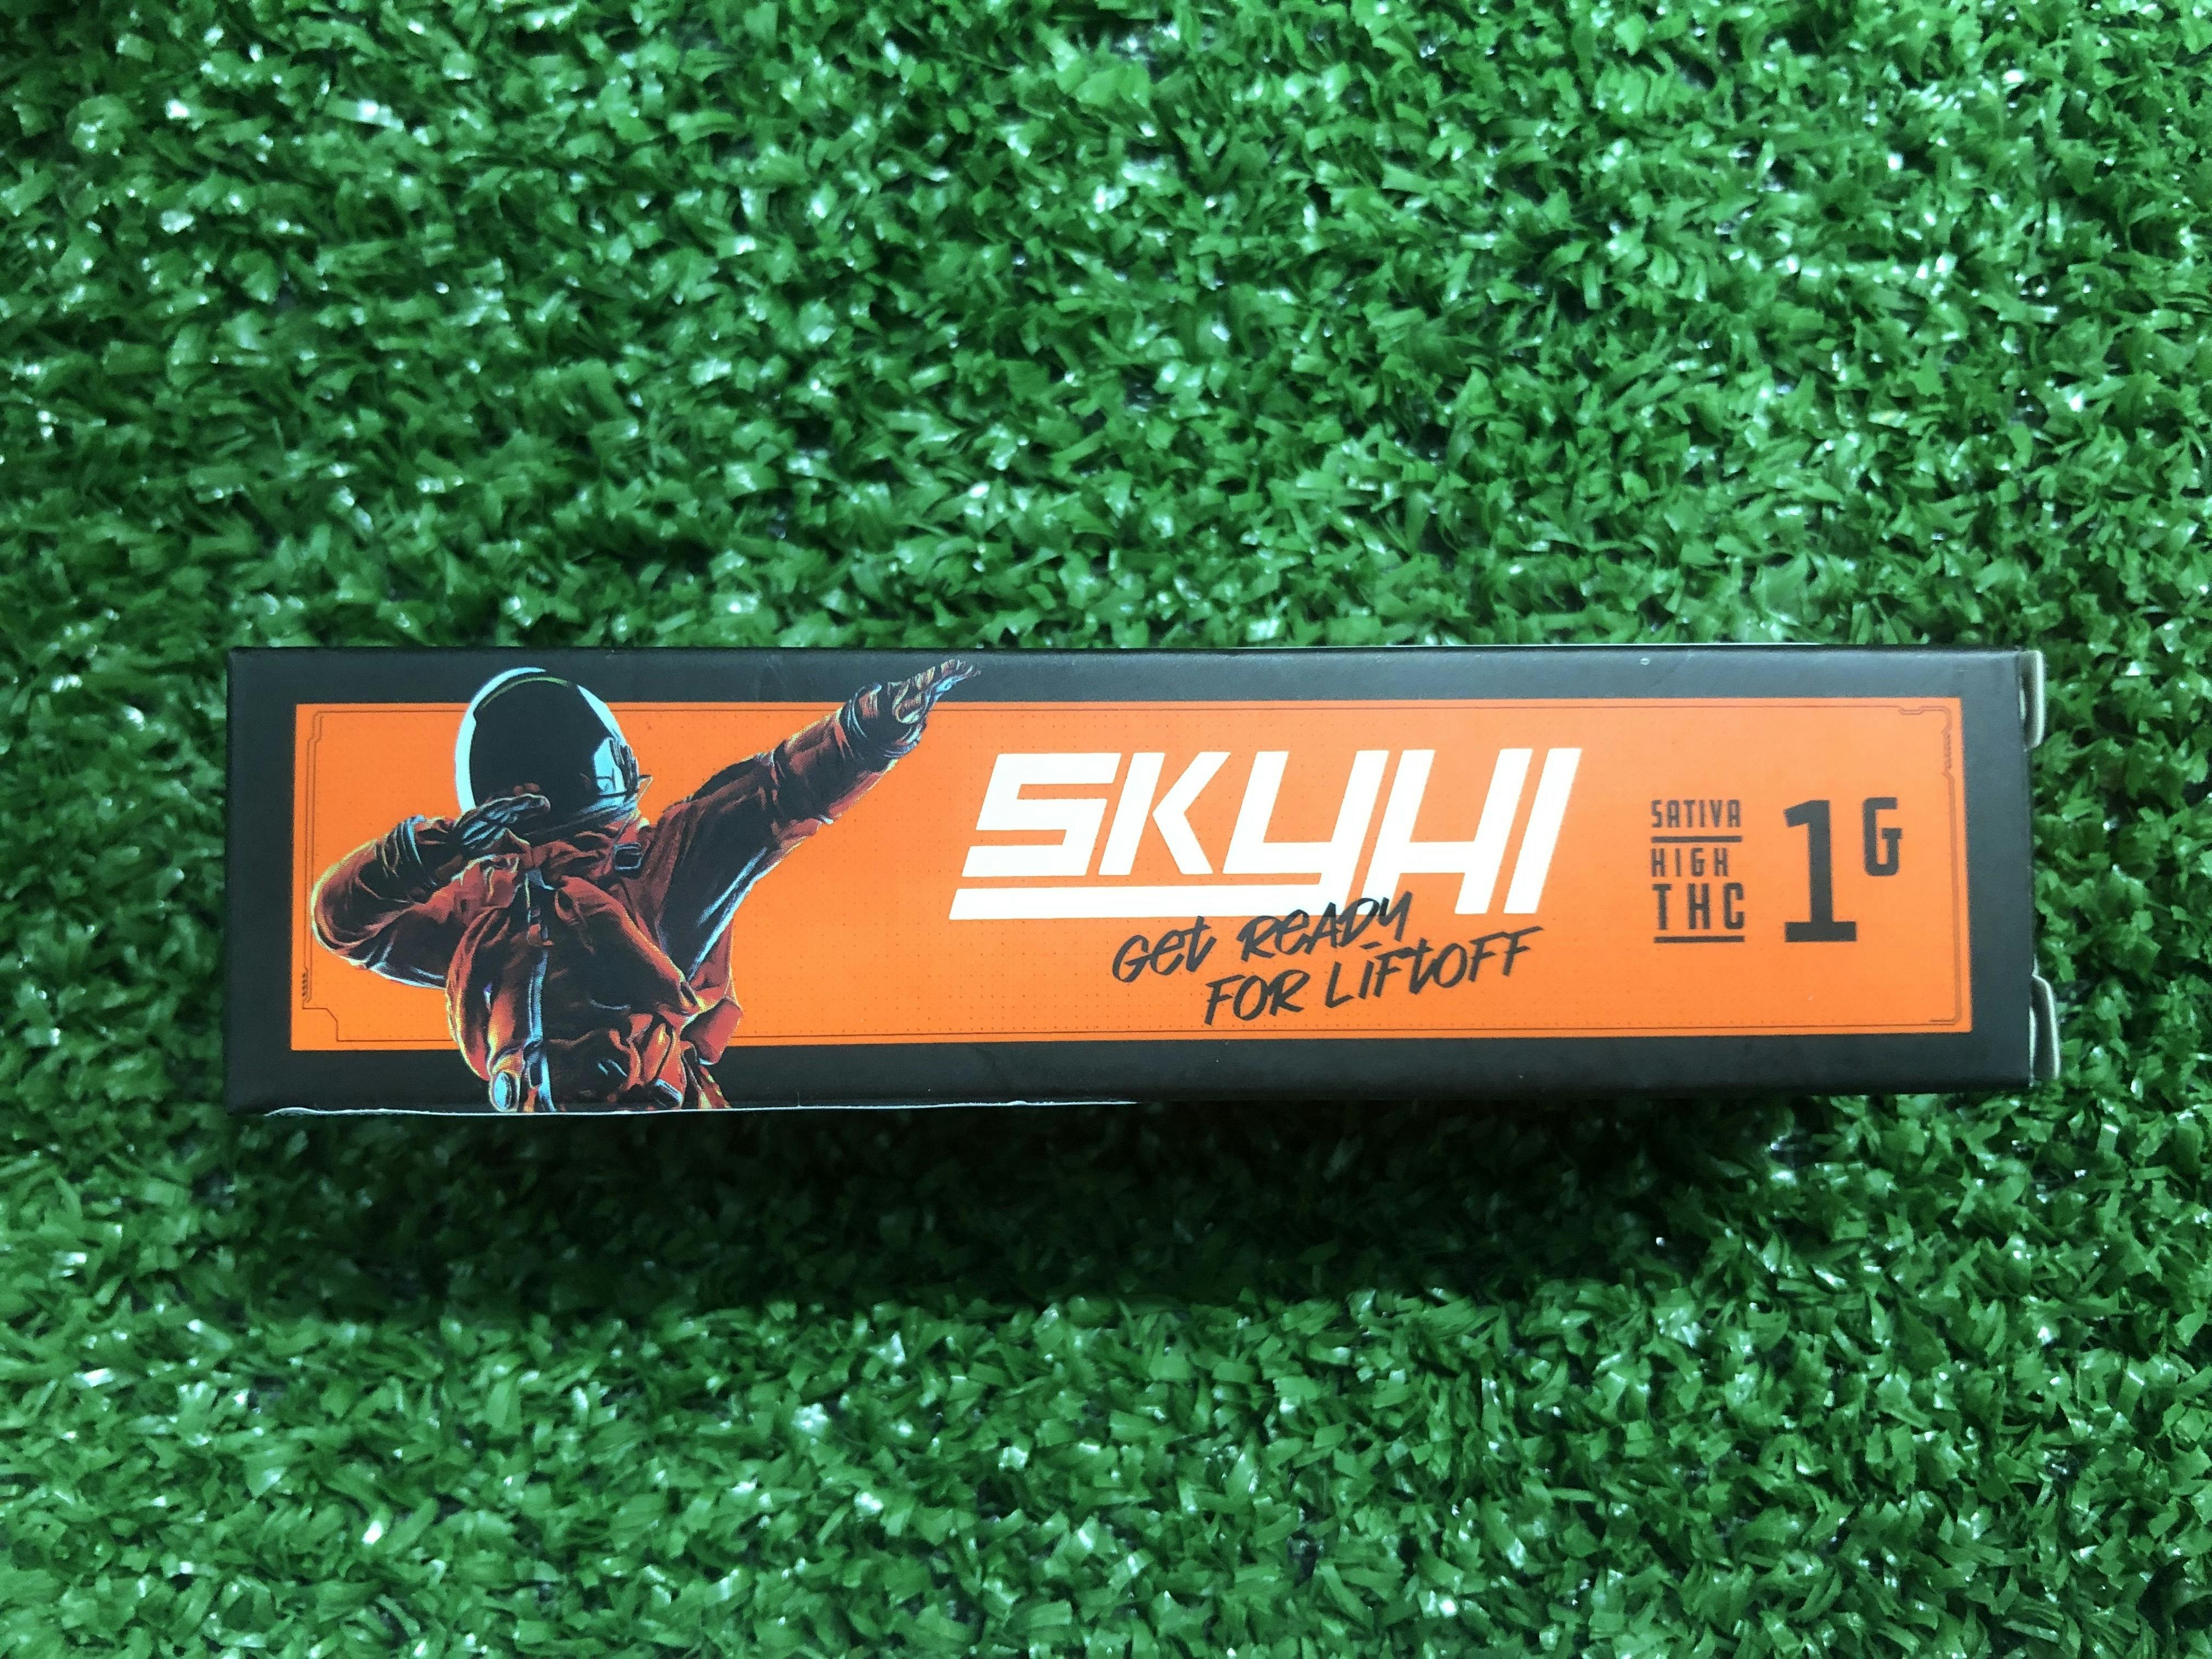 SKYHI
GET READY
FOR LIFTOFF
SATIVA
HIGH
THC
1G